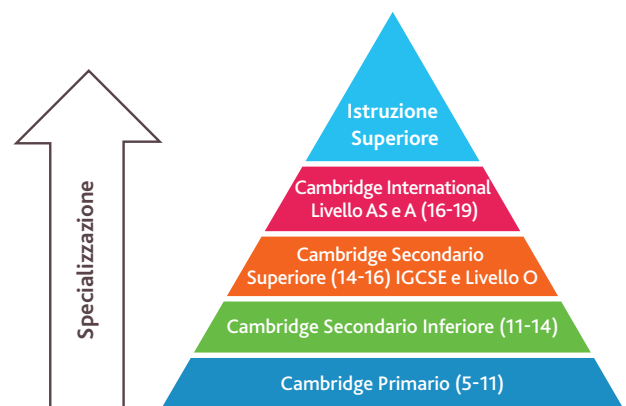 Specializzazione
Istruzione
Superiore
Cambridge International
Livello AS e A (16-19)
Cambridge Secondario
Superiore (14-16) IGCSE e Livello O
Cambridge Secondario Inferiore (11-14)
Cambridge Primario (5-11)